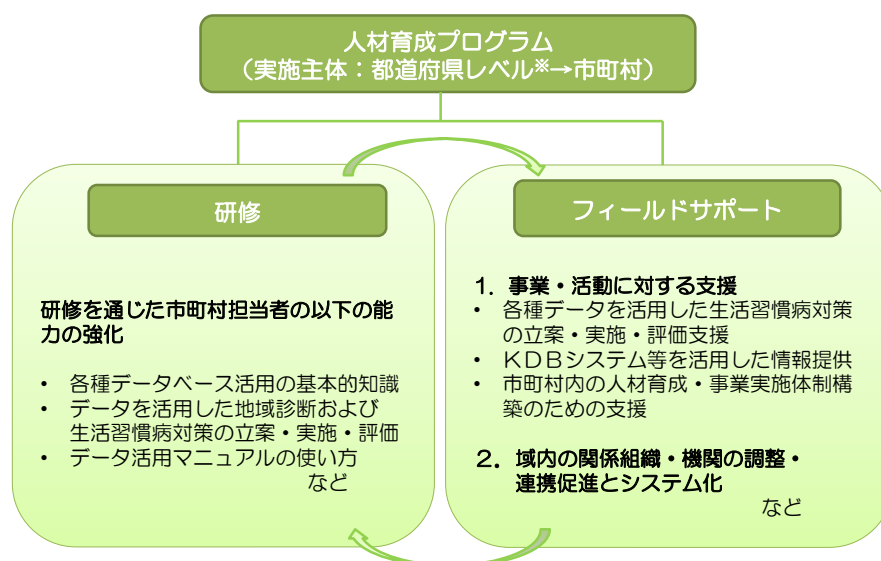 人材育成プログラム
（実施主体：都道府県レベル※→市町村）
研修
研修を通じた市町村担当者の以下の能
力の強化
• 各種データベース活用の基本的知識
• データを活用した地域診断および
生活習慣病対策の立案・実施・評価
• データ活用マニュアルの使い方
など
フィールドサポート
1．事業・活動に対する支援
• 各種データを活用した生活習慣病対策
の立案・実施・評価支援
• ＫＤＢシステム等を活用した情報提供
• 市町村内の人材育成・事業実施体制構
築のための支援
２．域内の関係組織・機関の調整・
連携促進とシステム化
など